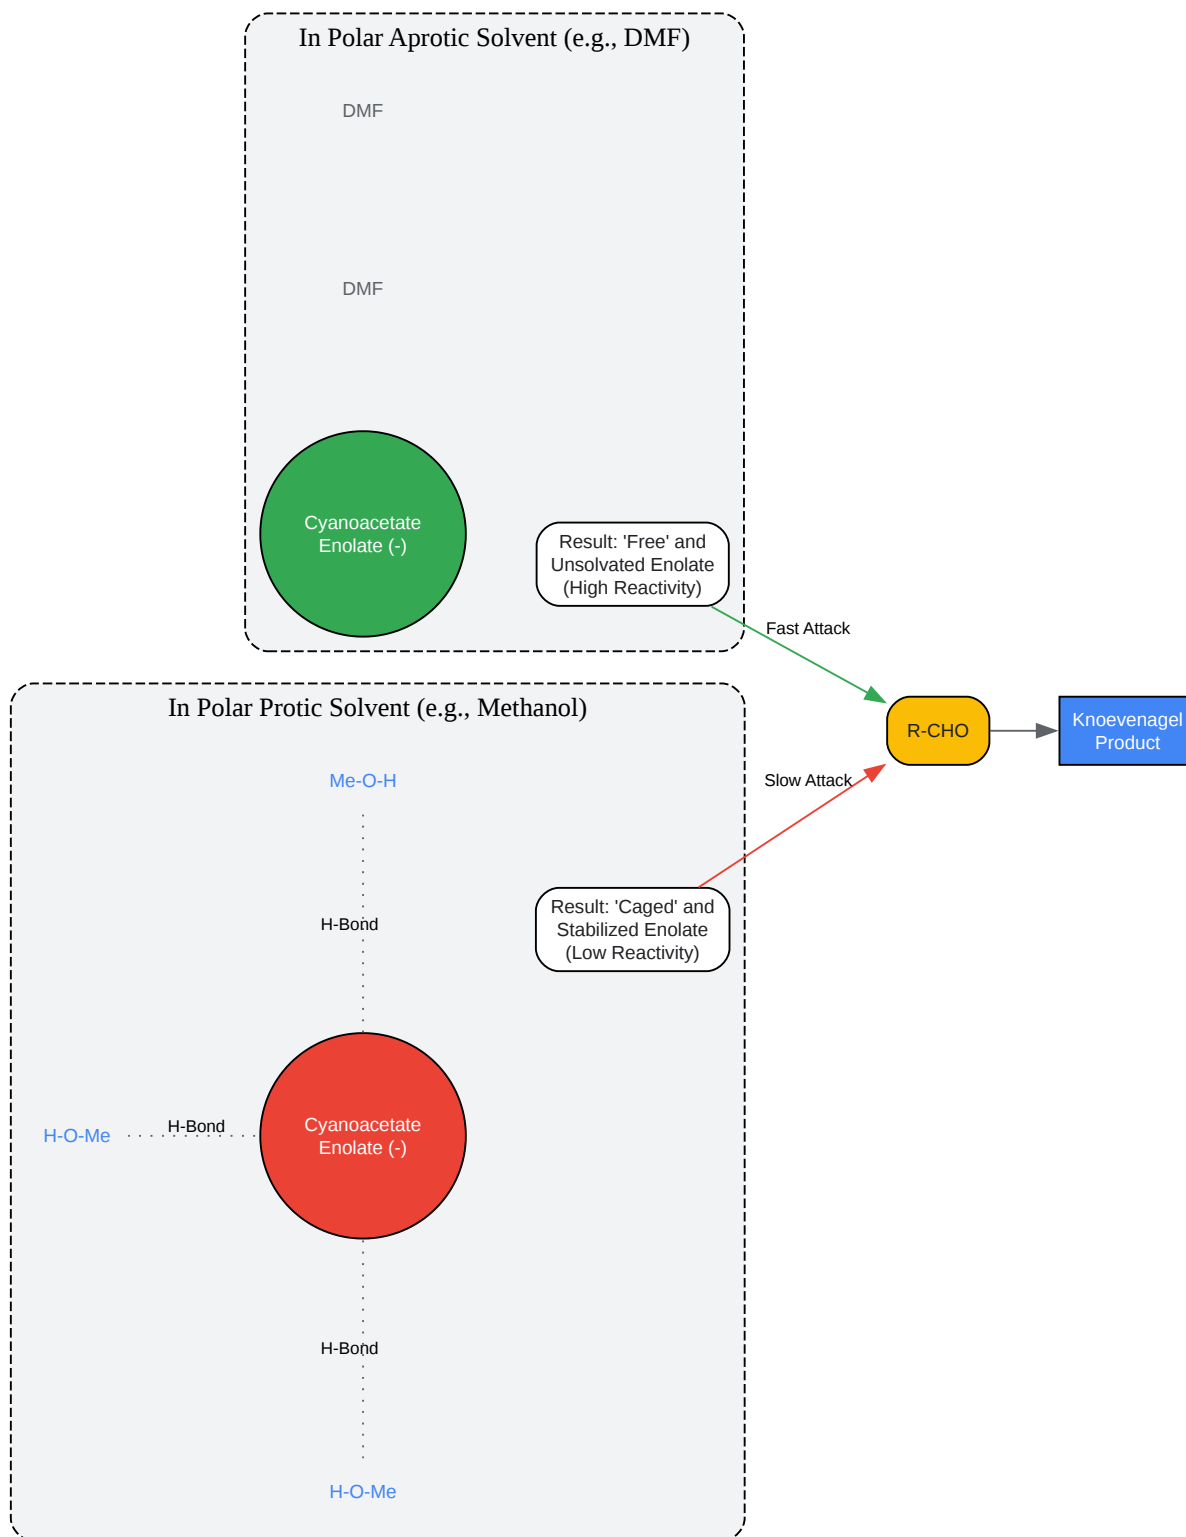 In Polar Aprotic Solvent (e.g., DMF)
DMF
DMF
Cyanoacetate
Enolate (-)
Result: 'Free' and
Unsolvated Enolate
(High Reactivity)
Fast Attack
In Polar Protic Solvent (e.g., Methanol)
Me-O-H
H-Bond
Result: 'Caged' and
Stabilized Enolate
(Low Reactivity)
Slow Attack
R-CHO
Knoevenagel
Product
H-O-Me
H-Bond
Cyanoacetate
Enolate (-)
H-Bond
H-O-Me